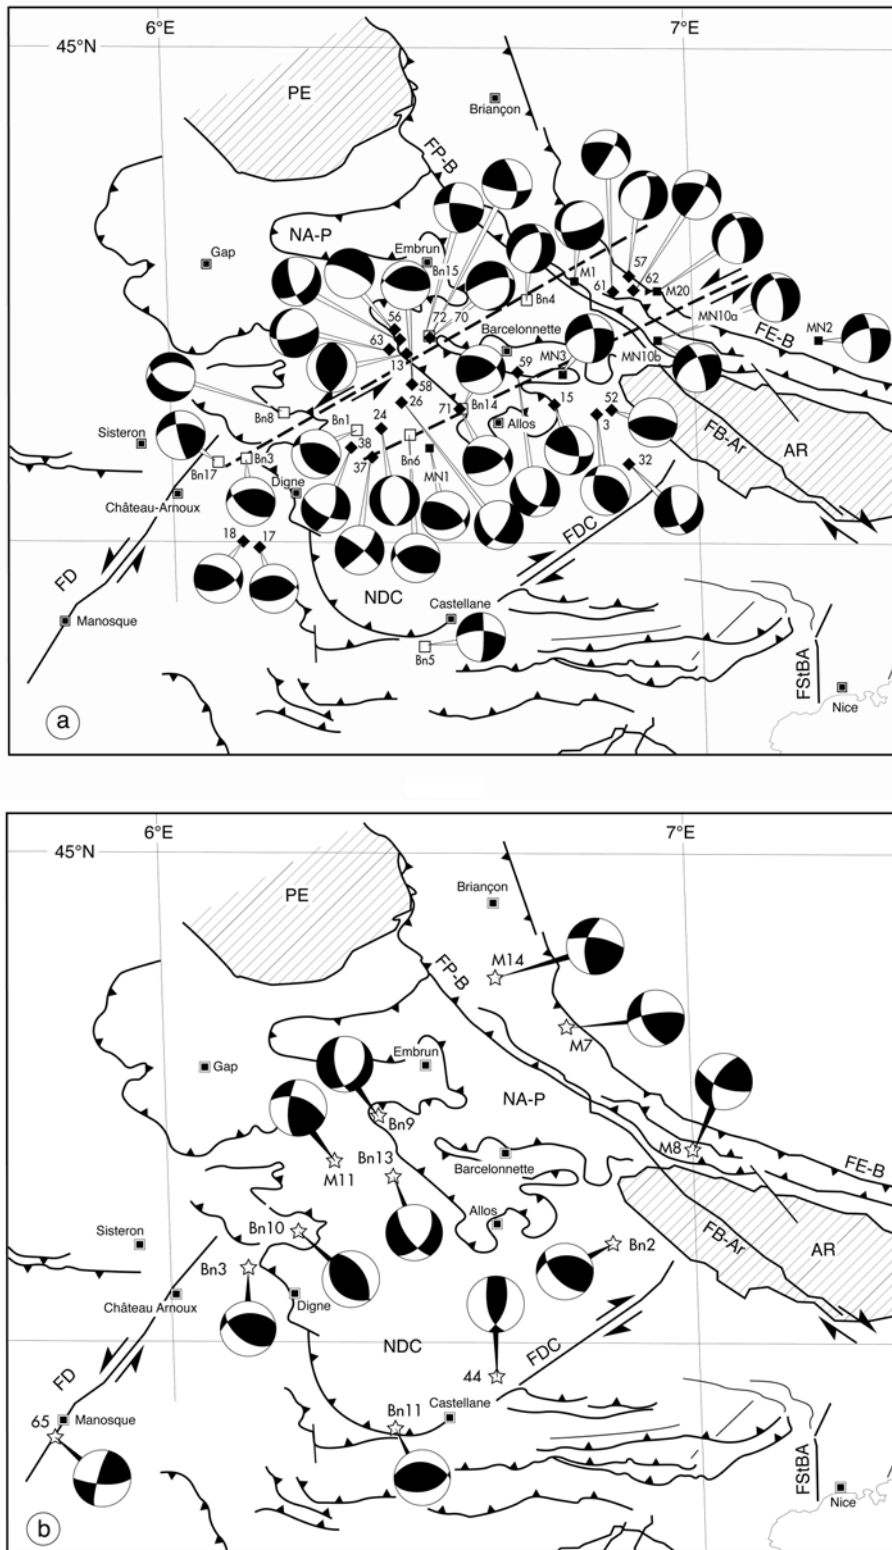 6°E
7°E
45°N
PE
Briançon
FP-B
NA-P
Embrun
Gap
Bn15
M1
57
61
62
M20
Bn4
56
72
70
63
13
Barcelonnette
MN10a
MN2
FE-B
MN3
MN10b
58
59
Bn8
26
71
Bn14
15
52
Bn1
24
3
Sisteron
Allos
FB-Ar
AR
38
Bn6
Bn17
Bn3
37
MN1
32
Digne
Château-Arnoux
FDC
18
17
FD
NDC
Castellane
Manosque
Bn5
FStBA
Nice
a
6°E
7°E
45°N
Briançon
PE
M14
FP-B
M7
Embrun
Gap
NA-P
Bn9
M8
Bn13
Barcelonnette
FE-B
M11
Allos
Bn10
Sisteron
Bn2
FB-Ar
AR
Bn3
Château Arnoux
Digne
NDC
FDC
FD
44
65
Manosque
Bn11
Castellane
FStBA
Nice
b